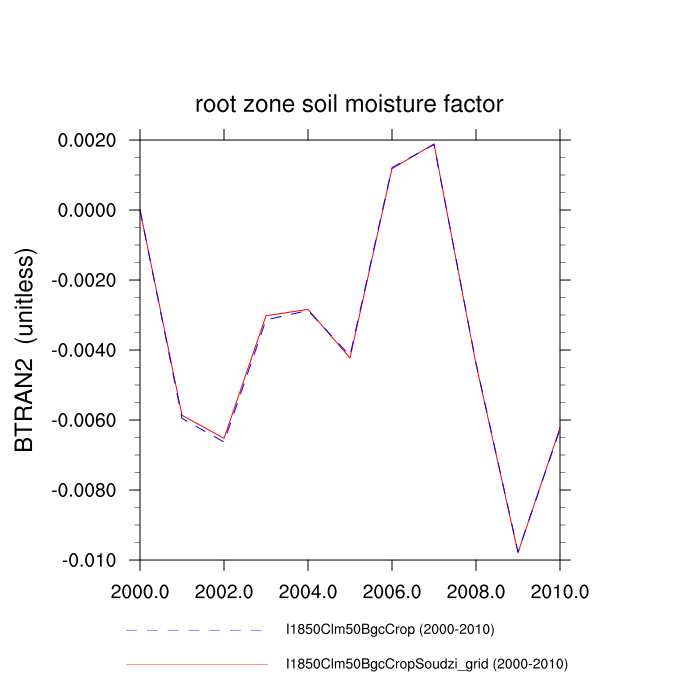 root zone soil moisture factor
0.0020
0.0000
-0.0020
-0.0040
-0.0060
-0.0080
-0.010
BTRAN2 (unitless)
2000.0 2002.0 2004.0 2006.0 2008.0 2010.0
I1850Clm50BgcCrop (2000-2010)
I1850Clm50BgcCropSoudzi_grid (2000-2010)